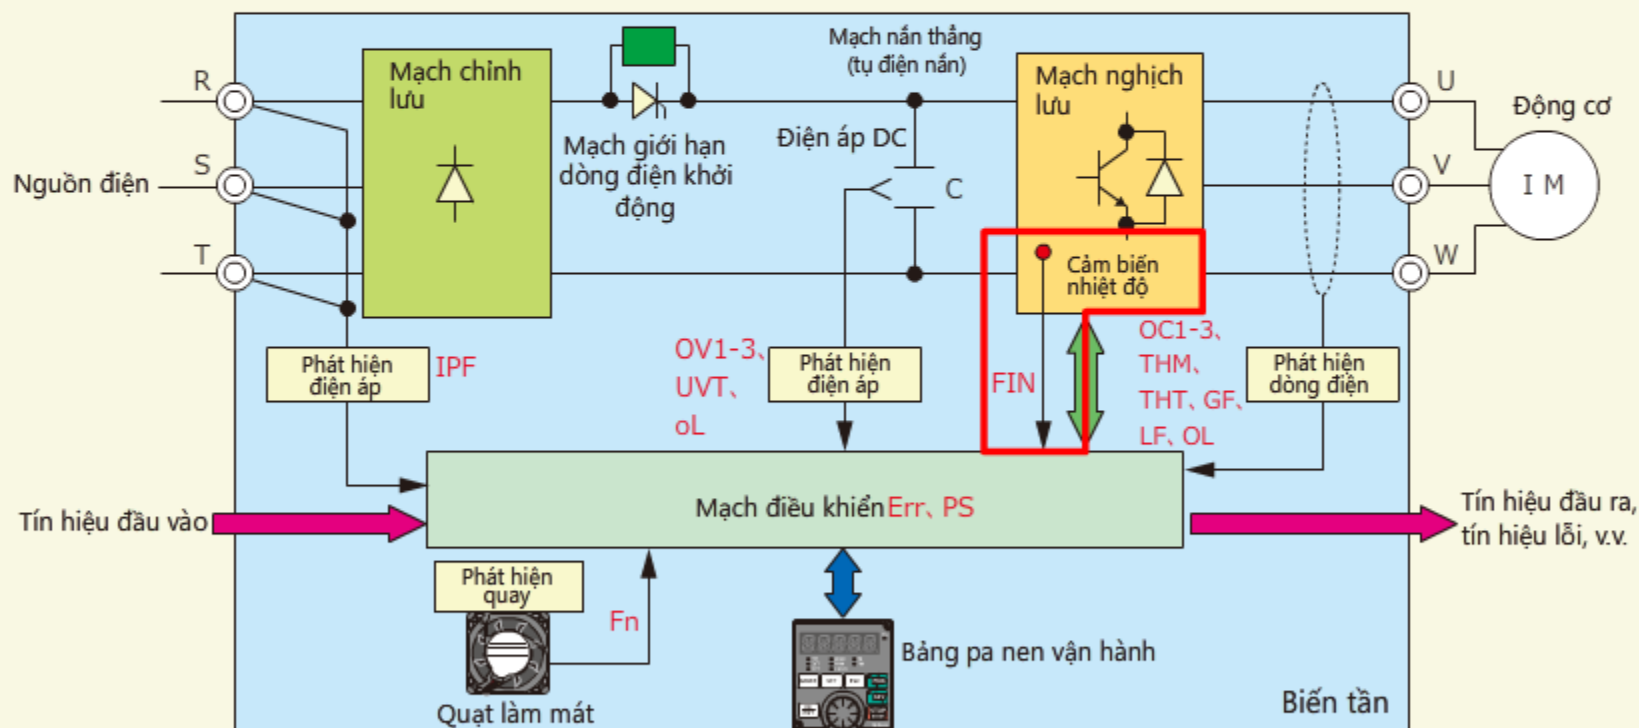 Mạch nắn thẳng
(tụ điện nắn)
Mạch chỉnh
lưu
Mạch nghịch
lưu
R
U
Động cơ
Mạch giới hạn
dòng điện khởi
động
Điện áp DC
S
V
Nguồn điện
C
I M
T
W
Cảm biến
nhiệt độ
Phát hiện
điện áp
IPF
OV1-3、
UVT、
oL
Phát hiện
điện áp
FIN
OC1-3、
THM、
THT、GF、
LF、OL
Phát hiện
dòng điện
Tín hiệu đầu vào
Mạch điều khiển Err、PS
Tín hiệu đầu ra,
tín hiệu lỗi, v.v.
Phát hiện
quay
Fn
Bảng pa nen vận hành
Quạt làm mát
Biến tần